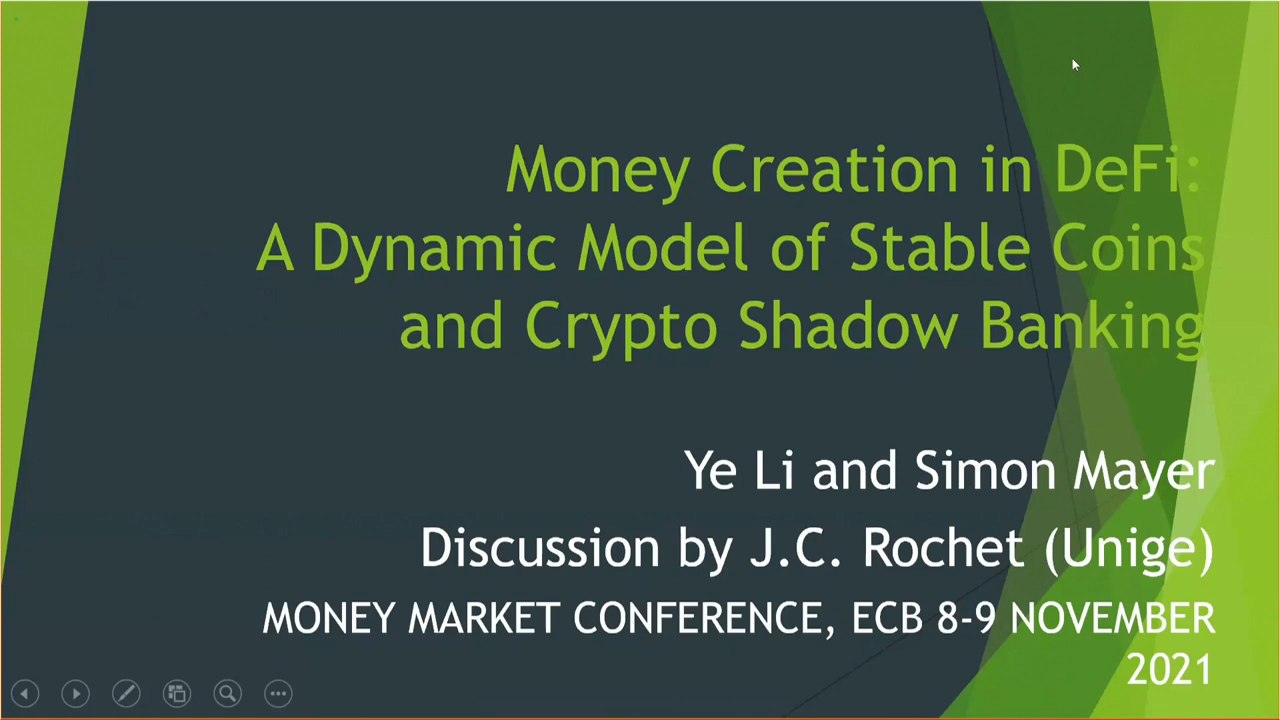 Money Creation in DeFi:
A Dynamic Model of Stable Coins
and Crypto Shadow Banking
Ye Li and Simon Mayer
Discussion by J.C. Rochet (Unige)
MONEY MARKET CONFERENCE, ECB 8-9 NOVEMBER
2021